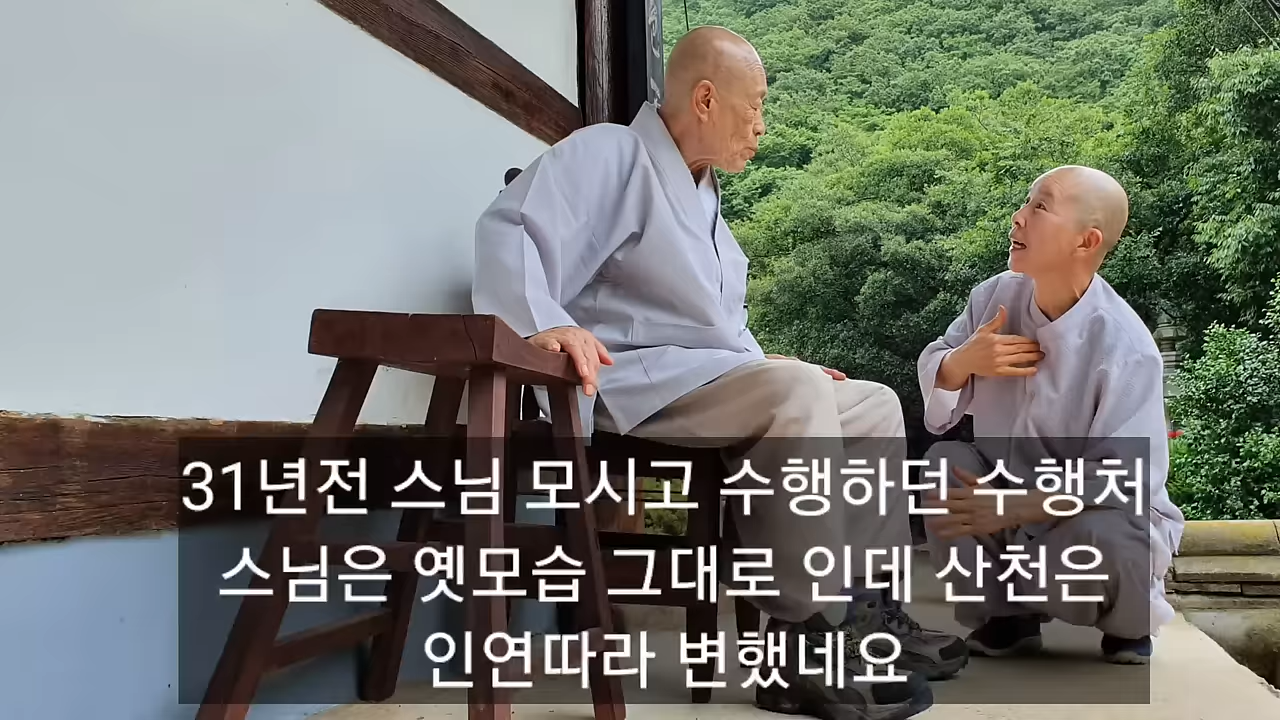 31년전 스님 모시고 수행하던 수행처
스님은 옛모습 그대로 인데 산천은
인연따라 변했네요